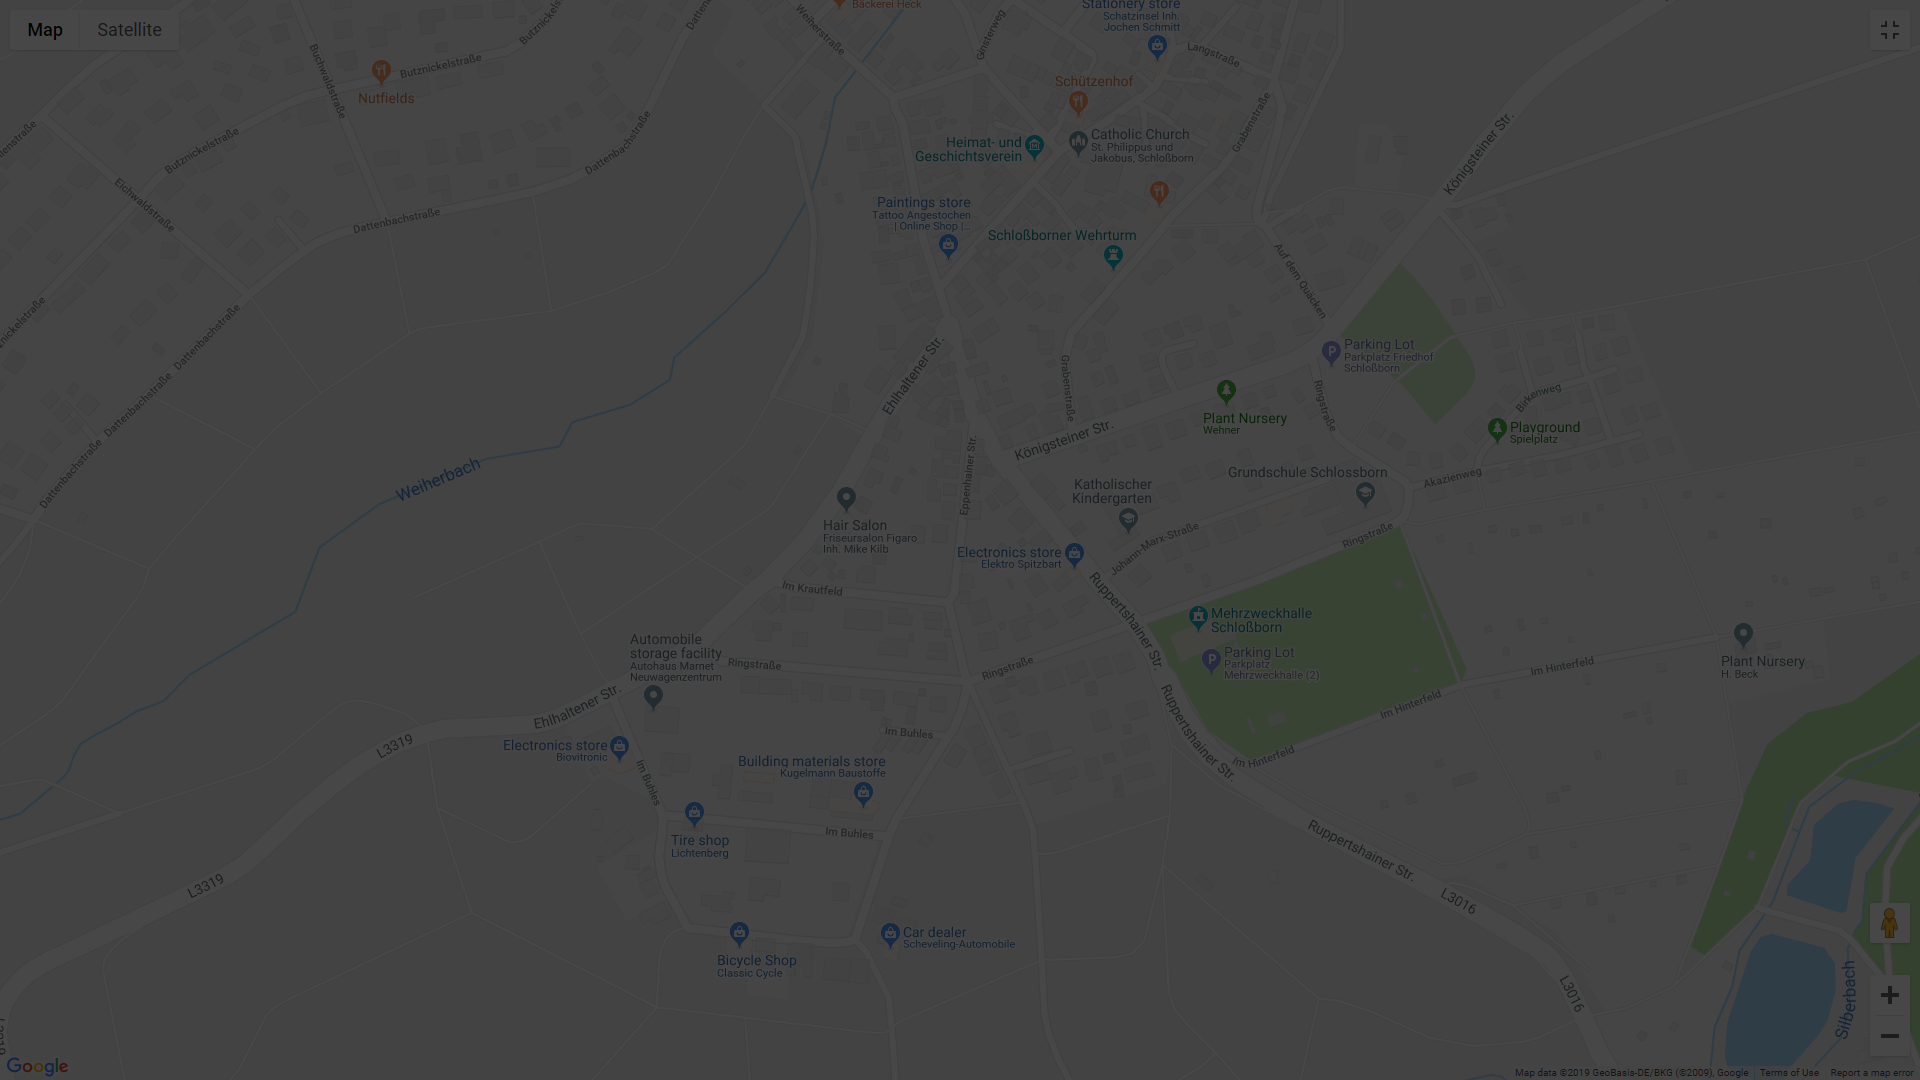 Map
Satellite
Bäckerei Heck
Stationery store
Schatzinsel Inh.
Jochen Schmitt
Weiherstraße
Ginsterweg
Langstraße
Butznickelstraße
Buchwaldstraße
Butznickelstraße
Nutfields
Schützenhof
Grabenstraße
Königsteiner Str.
Butznickelstraße
Dattenbachstraße
Heimat- und
Geschichtsverein
Catholic Church
St. Philippus und
Jakobus, Schloßborn
Eichwaldstraße
Dattenbachstraße
Paintings store
Tattoo Angestochen
| Online Shop |...
Schloßborner Wehrturm
Auf dem Quäcken
Dattenbachstraße
Ehlhaltener Str.
Grabenstraße
Parking Lot
Parkplatz Friedhof
Schloßborn
Ringstraße
Birkenweg
Plant Nursery
Wehner
Königsteiner Str.
Playground
Spielplatz
Dattenbachstraße
Dattenbachstraße
Weiherbach
Eppenhainer Str.
Katholischer
Kindergarten
Grundschule Schlossborn
Akazienweg
Hair Salon
Friseursalon Figaro
Inh. Mike Kilb
Johann-Marx-Straße
Ringstraße
Electronics store
Elektro Spitzbart
Im Krautfeld
Ruppertshainer Str.
Mehrzweckhalle
Schloßborn
Parking Lot
Parkplatz
Mehrzweckhalle (2)
Automobile
storage facility
Autohaus Marnet
Neuwagenzentrum
Ringstraße
Ringstraße
Im Hinterfeld
Plant Nursery
H. Beck
Ehlhaltener Str.
L3319
Im Buhles
Ruppertshainer Str.
Im Hinterfeld
Im Hinterfeld
Electronics store
Biovitronic
Building materials store
Kugelmann Baustoffe
Im Buhles
Tire shop
Lichtenberg
Im Buhles
Ruppertshainer Str.
L3319
L3016
Bicycle Shop
Classic Cycle
Car dealer
Scheveling-Automobile
L3016
Silberbach
Google
Map data ©2019 GeoBasis-DE/BKG (©2009), Google
Terms of Use
Report a map error